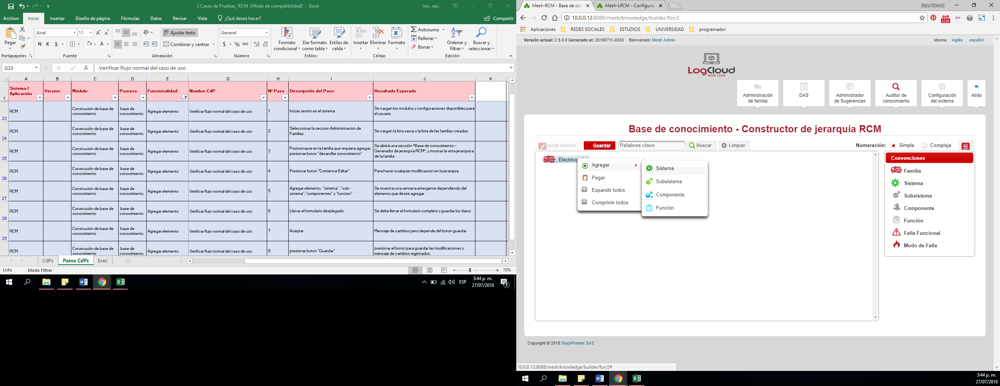 2 Casos de Pruebas_ RCM [Modo de compatibilidad] - Excel
Inic. ses.
Archivo Inicio Insertar Diseño de página Fórmulas Datos Revisar Vista ¿Qué desea hacer? Compartir
Pegar
Arial 11
Ajustar texto
General
N K S
Combinar y centrar
$ % 000
Formato condicional
Dar formato como tabla
Estilos de celda
Insertar Eliminar Formato
Autosuma
Rellenar
Borrar
Ordenar y filtrar
Buscar y seleccionar
Portapapeles Fuente Alineación Número Estilos Celdas Edición
G23 fx Verificar flujo normal del caso de uso
A B C D E G H I J K
1 Sistema / Aplicación Version Módulo Proceso Funcionalidad Nombre CdP N° Paso Descripción del Paso Resultado Esperado
23 RCM Construción de base de conocimiento base de conocimiento Agregar elemento Verificar flujo normal del caso de uso 1 Iniciar sesión en el sistema Se cargan los modulos y configuraciones disponibles para el usuario
24 RCM Construción de base de conocimiento base de conocimiento Agregar elemento Verificar flujo normal del caso de uso 2 Seleccionar la seccion Administracion de Familias Se cargan la lista vacia o la lista de las familias creadas
25 RCM Construción de base de conocimiento base de conocimiento Agregar elemento Verificar flujo normal del caso de uso 3 Posicionarse en la familia que requiera agregar, presionar boton "desarollar conocimiento" Se abrirá una sección “Base de conocimiento - Generador de jerarquía RCM”, y mostrar la vista jerarquica de la familia
26 RCM Construción de base de conocimiento base de conocimiento Agregar elemento Verificar flujo normal del caso de uso 4 Presionar boton "Comience Editar" Para hacer cualquier modificacion en la jerarquia
27 RCM Construción de base de conocimiento base de conocimiento Agregar elemento Verificar flujo normal del caso de uso 5 Agregar elemento, "sistema", "sub-sistema","componentes" y "funcion" Se muestra una ventana emergente dependiendo del elemento que desee agregar
28 RCM Construción de base de conocimiento base de conocimiento Agregar elemento Verificar flujo normal del caso de uso 6 Llenar el formulario desplegado Se debe llenar el formulario completo y guardar los datos
29 RCM Construción de base de conocimiento base de conocimiento Agregar elemento Verificar flujo normal del caso de uso 7 Aceptar Mensaje de cambios pero depende del boton guardar
RCM Construción de base de conocimiento base de conocimiento Agregar elemento Verificar flujo normal del caso de uso 8 presionar boton "Guardar" presionar el boton para guardar las modificaciones y mensaje de cambios registrados.
CdPs Pasos CdPs Exec
Listo Modo Filtrar 70%
ESP
3:44 p. m.
27/07/2018
1
Mesh-RCM - Base de con
Mesh-LRCM - Configurac
Jose Manuel
10.0.0.12:8088/mesh/knowledge/builder/for/2
5228
Aplicaciones REDES SOCIALES ESTUDIOS UNIVERSIDAD programador
Versión actual: 2.5.0.0 Generado el: 20180711-0833 Bienvenido! Mesh Admin
Idioma: inglés español
LogCloud
MESH LRCM
Administración de familia
DAS
Administrador de Sugerencias
Auditor de conocimiento
Configuración del sistema
Atrás
Base de conocimiento - Constructor de jerarquía RCM
Iniciar edición Guardar Palabras clave Buscar Limpiar
Numeración: Simple Compleja
Electrico
Agregar
Pegar
Expandir todos
Comprimir todos
Sistema
Subsistema
Componente
Función
Convenciones
Familia
Sistema
Subsistema
Componente
Función
Falla Funcional
Modo de Falla
Copyright © 2018 StackPointer SAS
10.0.0.12:8088/mesh/knowledge/builder/for/2#
3:44 p. m.
27/07/2018